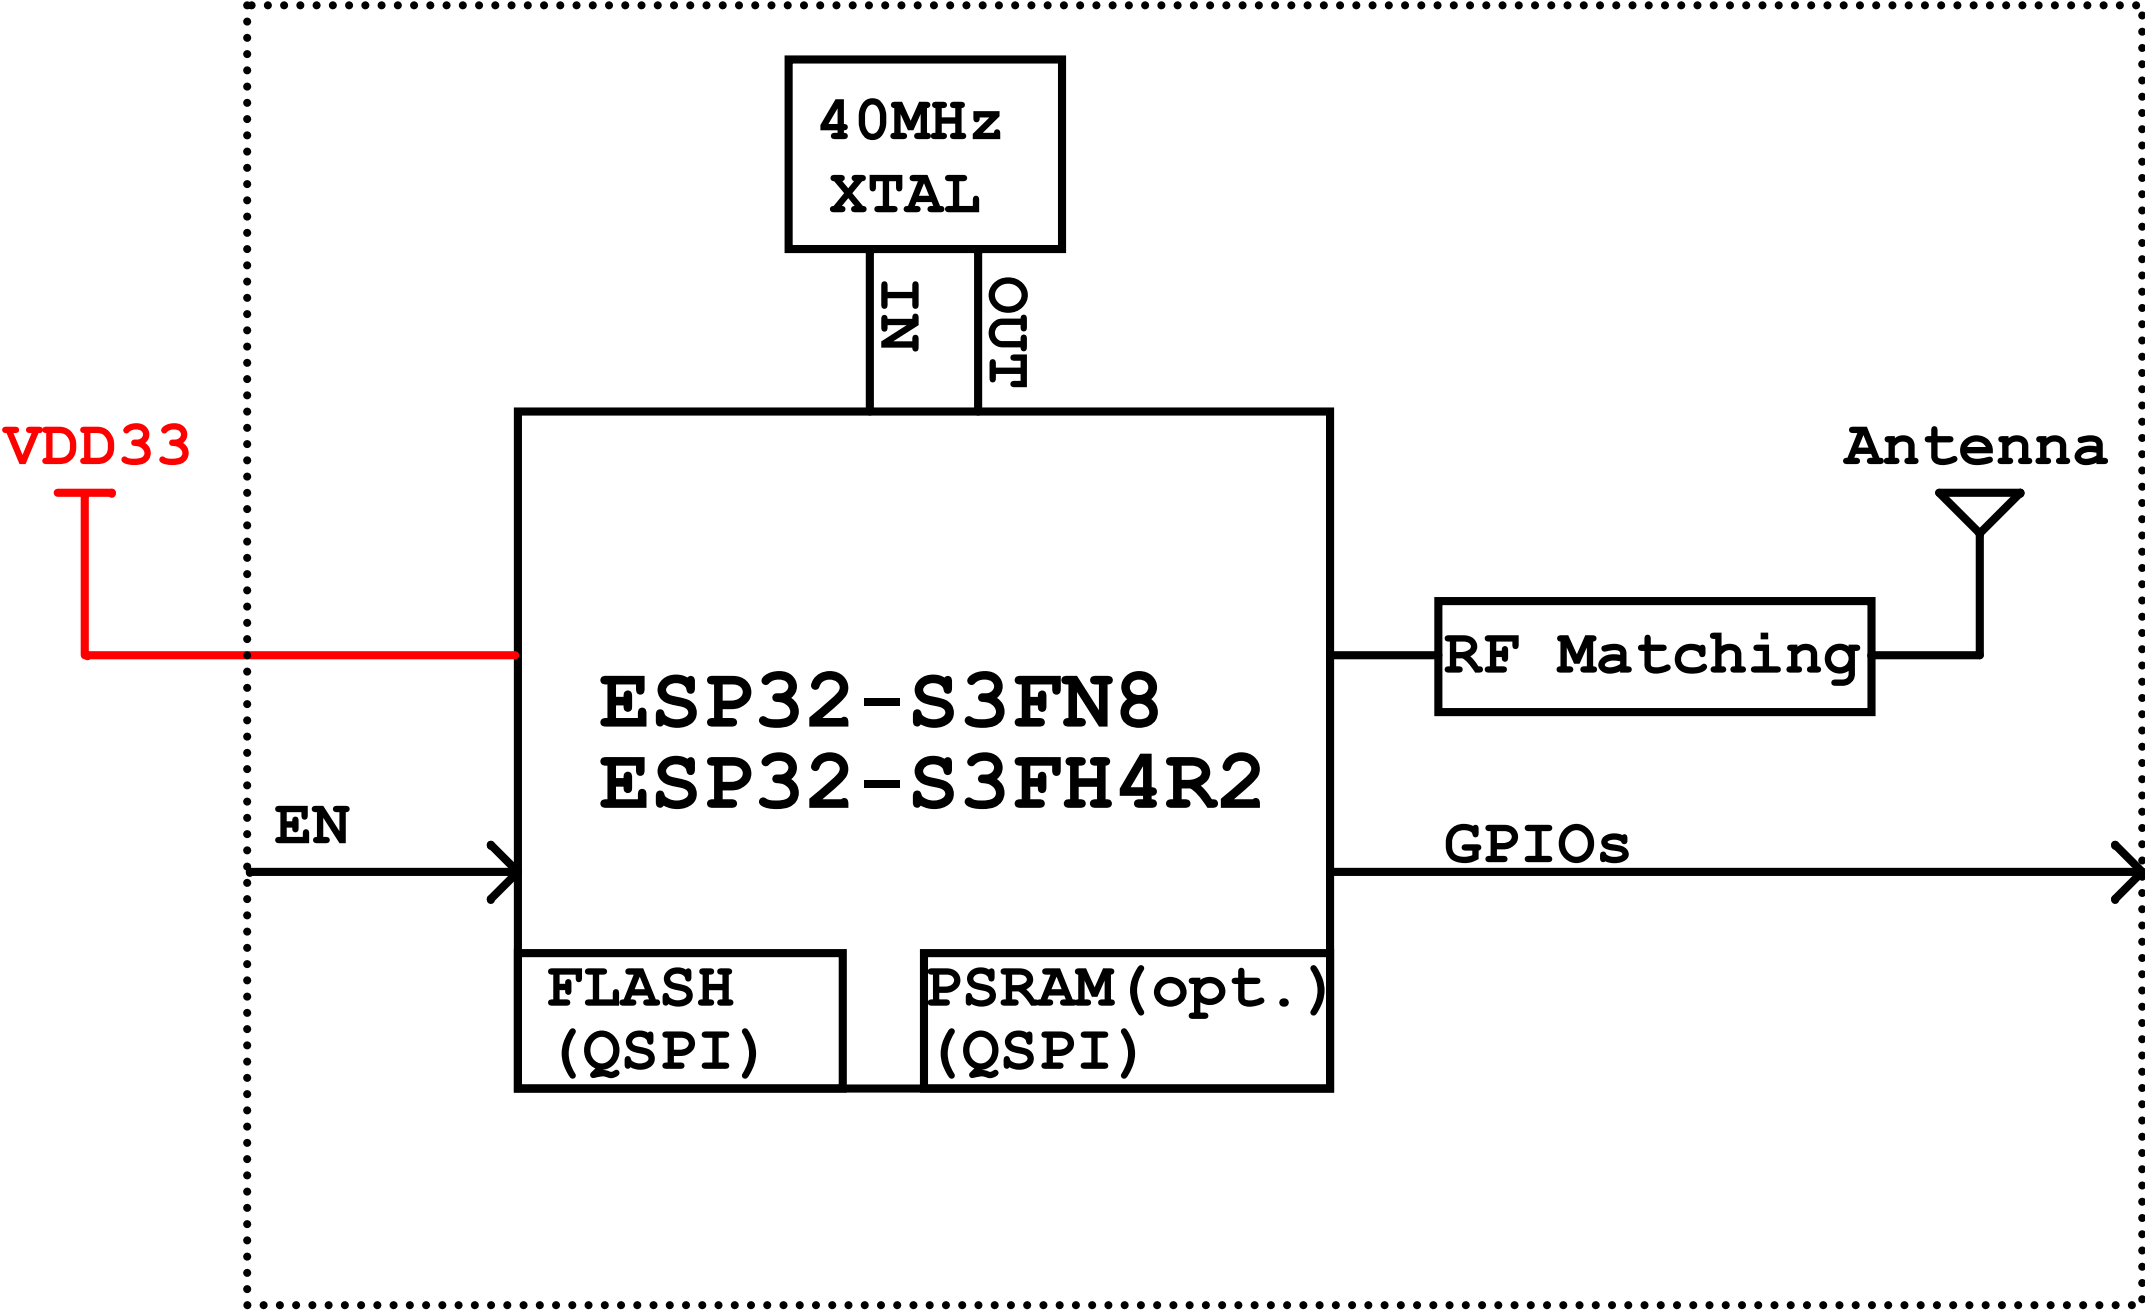 40MHz
XTAL
IN
OUT
VDD33
Antenna
RF Matching
ESP32-S3FN8
ESP32-S3FH4R2
EN
GPIOs
FLASH
(QSPI)
PSRAM(opt.)
(QSPI)